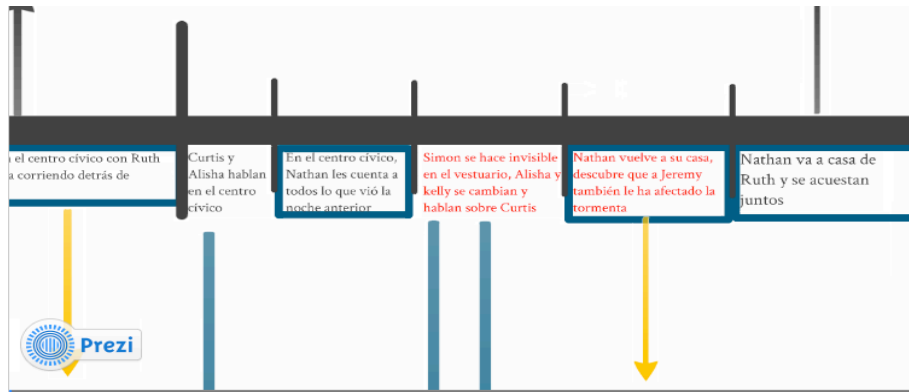 el centro cívico con Ruth
a corriendo detrás de
Curtis y
Alisha hablan
en el centro
cívico
En el centro cívico,
Nathan les cuenta a
todos lo que vió la
noche anterior
Simon se hace invisible
en el vestuario, Alisha y
kelly se cambian y
hablan sobre Curtis
Nathan vuelve a su casa,
descubre que a Jeremy
también le ha afectado la
tormenta
Nathan va a casa de
Ruth y se acuestan
juntos
Prezi